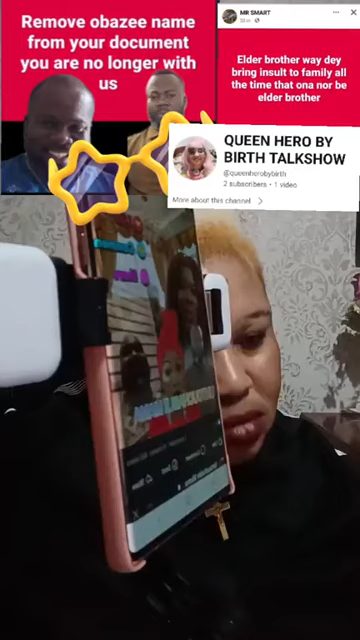 Remove obazee name
from your document
you are no longer with
us
MR SMART
Elder brother way dey
bring insult to family all
the time that ona nor be
elder brother
QUEEN HERO BY
BIRTH TALKSHOW
@queenherobirth
2 subscribers • 1 video
More about this channel >